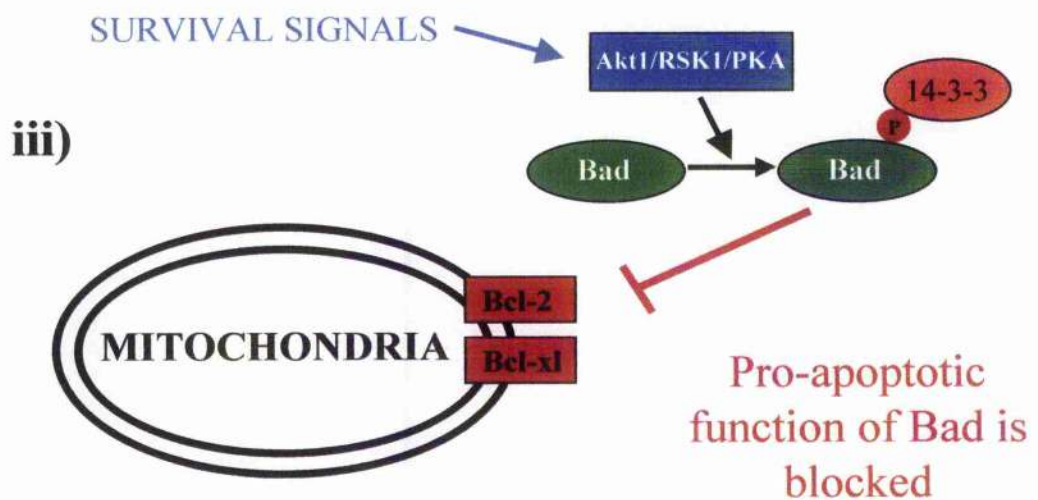 SURVIVAL SIGNALS
Akt1/RSK1/PKA
14-3-3
P
iii)
Bad
Bad
Bcl-2
MITOCHONDRIA
Bcl-xl
Pro-apoptotic
function of Bad is
blocked